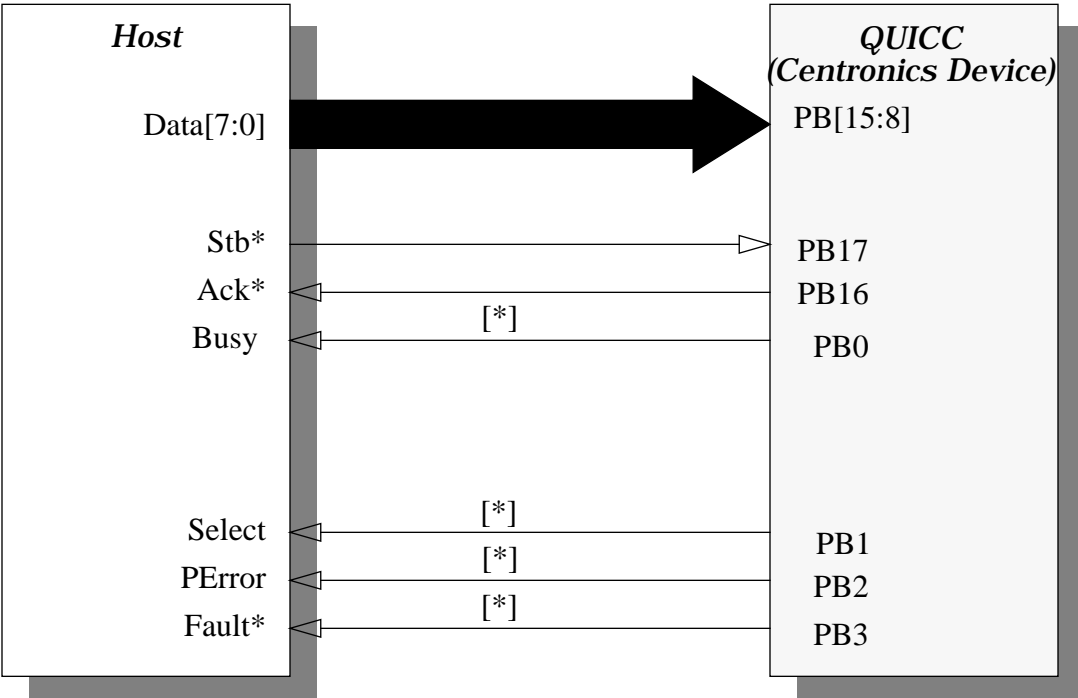 Host
QUICC
(Centronics Device)
Data[7:0]
PB[15:8]
Stb*
PB17
Ack*
PB16
[*]
Busy
PB0
[*]
Select
PB1
[*]
PError
PB2
[*]
Fault*
PB3